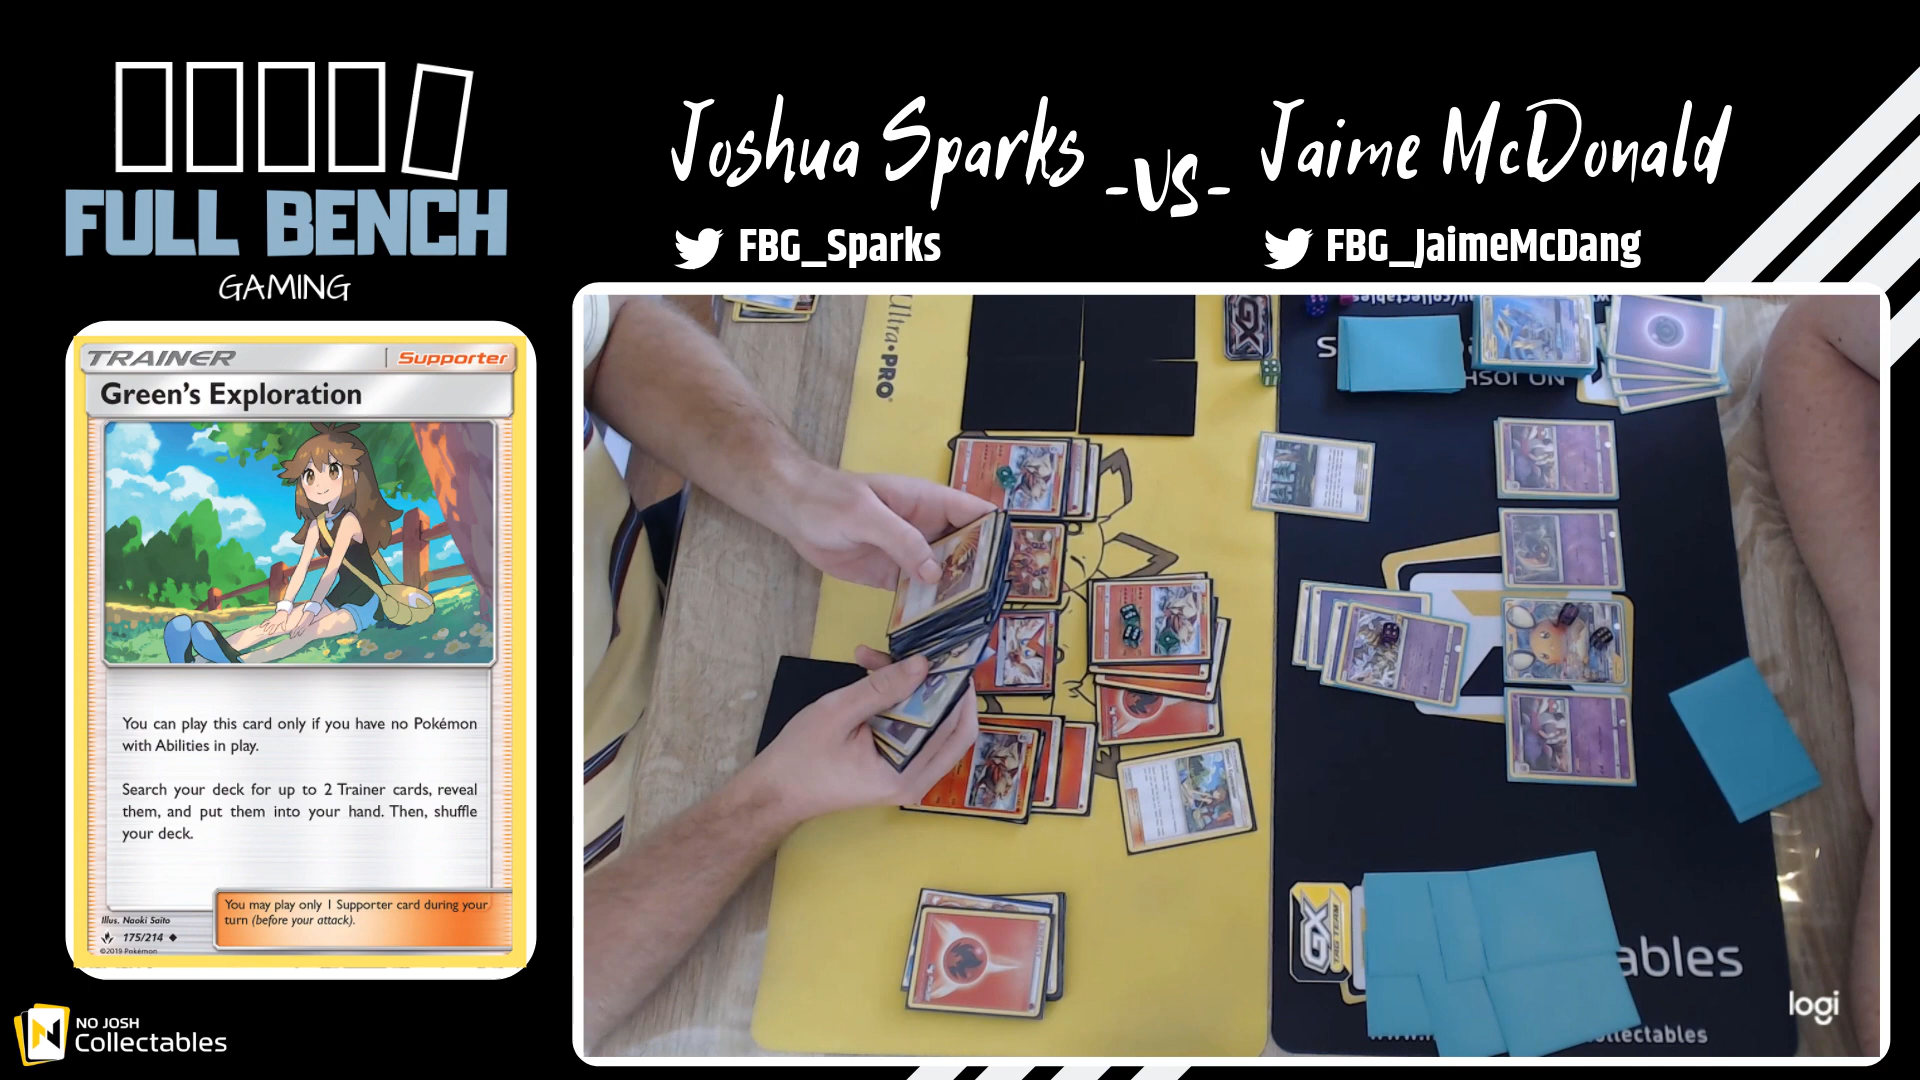 FULL BENCH
GAMING
Joshua Sparks -VS- Jaime McDonald
FBG_Sparks
FBG_JaimeMcDang
TRAINER
Supporter
Green's Exploration
You can play this card only if you have no Pokémon
with Abilities in play.
Search your deck for up to 2 Trainer cards, reveal
them, and put them into your hand. Then, shuffle
your deck.
You may play only 1 Supporter card during your
turn (before your attack).
Illus. Naoki Saito
175/214
©2019 Pokémon
NO JOSH
Collectables
Ultra•PRO
GX
GX
TAG TEAM
ables
llectables
logi